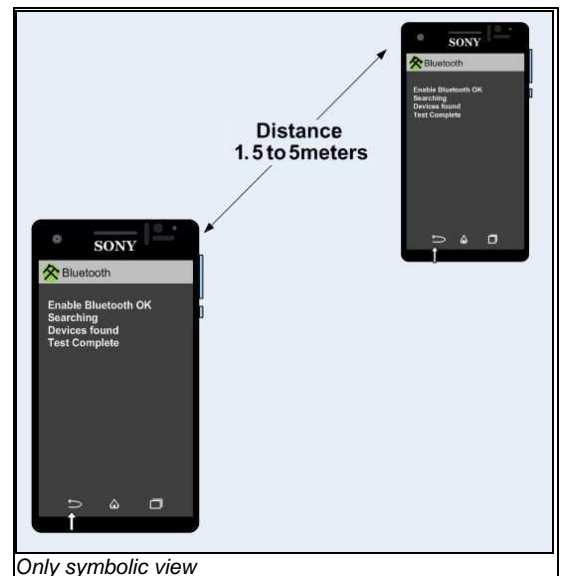 SONY
Bluetooth
Enable Bluetooth OK
Searching
Devices found
Test Complete
Distance
1.5 to 5meters
SONY
Bluetooth
Enable Bluetooth OK
Searching
Devices found
Test Complete
Only symbolic view